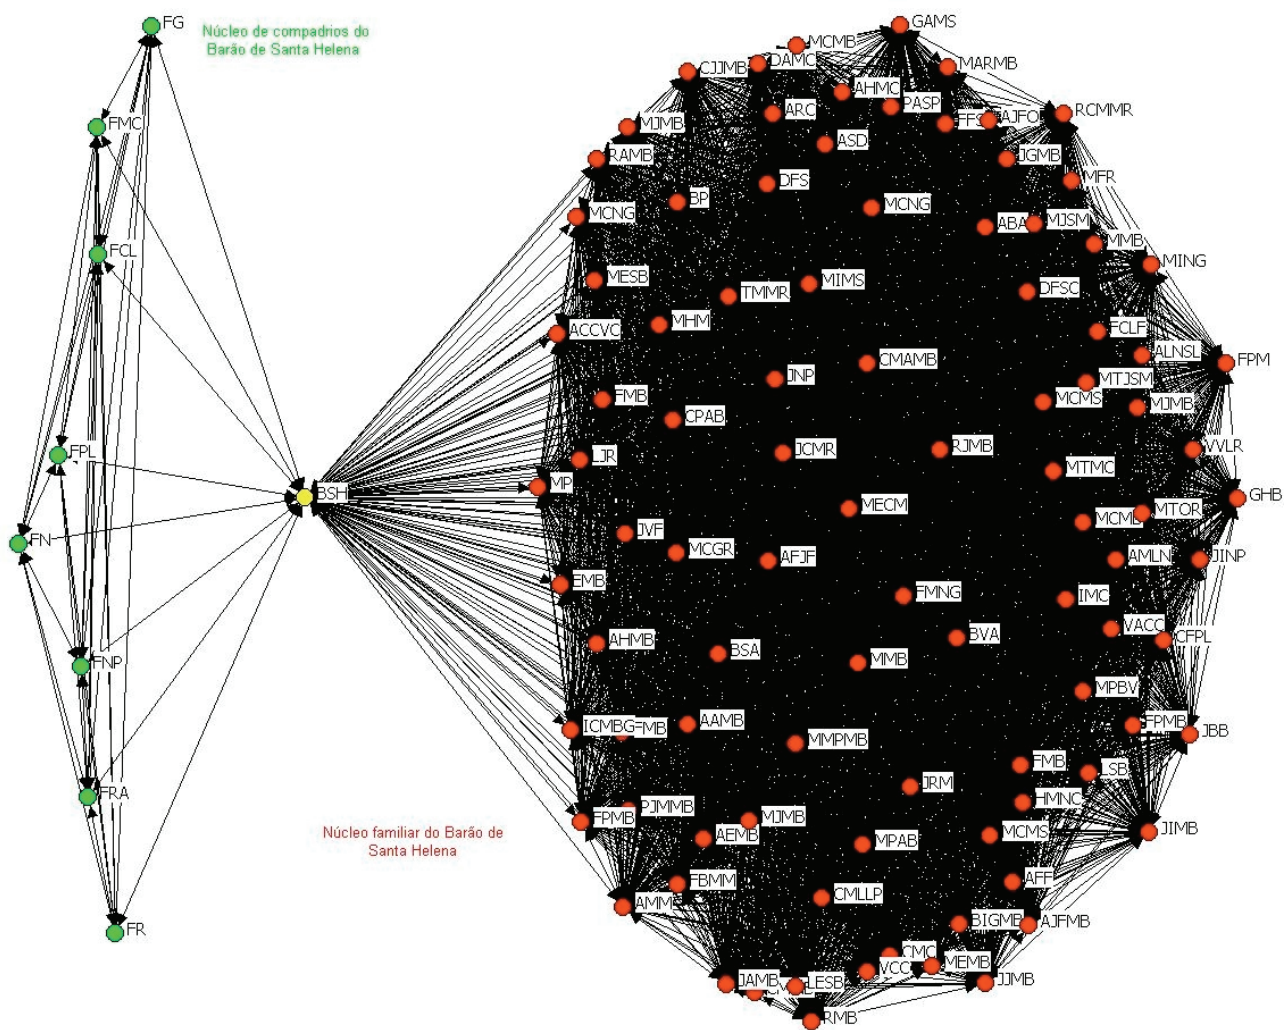 FG
Núcleo de compadrios do
Barão de Santa Helena
FMC
FCL
FPL
FN
FNP
FRA
FR
BSH
Núcleo familiar do Barão de
Santa Helena
GAMS
MCMB
DAMC
CJJMB
MARMB
AHMC
PASP
ARC
AJFO
RCMMR
MJMB
ASD
RAMB
JGMB
DFS
MFR
BP
MCNG
MCNG
ABA
MJSM
MMB
MING
MESB
MIMS
TMMR
DFSC
MHM
ACCVC
FCLF
ALNSL
CMAMB
FPM
JNP
MTJSM
FMB
MCMS
MJMB
CPAB
JCMR
RJMB
VVLR
LJR
MTMC
MP
GHB
MECM
MTOR
JVF
MCGR
AFJF
AMLN
JINP
EMB
FMNG
IMC
VACC
AHMB
BVA
CFPL
BSA
MMB
MPBV
AAMB
ICMBG
FMB
FPMB
JBB
MMPMB
FMB
LSB
JRM
HMNC
PJMMB
FPMB
MJMB
MCMS
JIMB
AEMB
MPAB
AFF
FBMM
CMLLP
AMM
BIGMB
AJFMB
CMC
MEMB
VCC
JAMB
LESB
JJMB
RMB